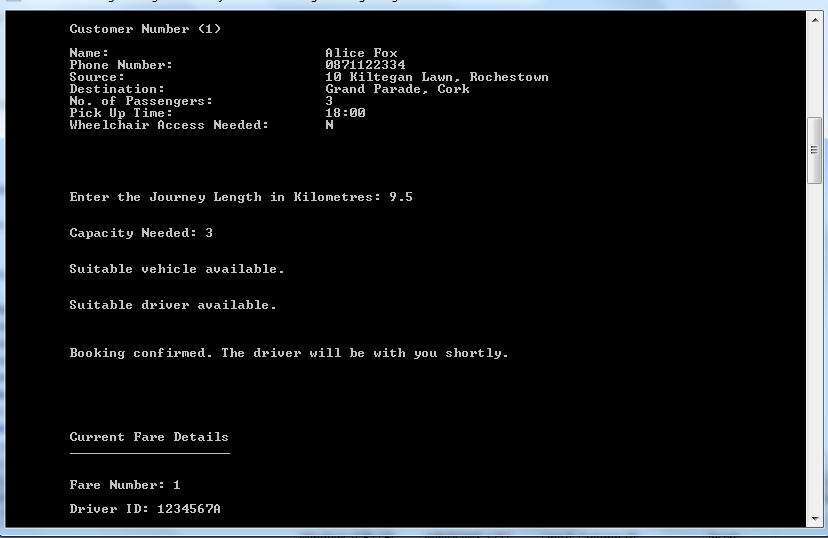 Customer Number (1)
Name: Alice Fox
Phone Number: 0871122334
Source: 10 Kiltegan Lawn, Rochestown
Destination: Grand Parade, Cork
No. of Passengers: 3
Pick Up Time: 18:00
Wheelchair Access Needed: N
Enter the Journey Length in Kilometres: 9.5
Capacity Needed: 3
Suitable vehicle available.
Suitable driver available.
Booking confirmed. The driver will be with you shortly.
Current Fare Details
Fare Number: 1
Driver ID: 1234567A